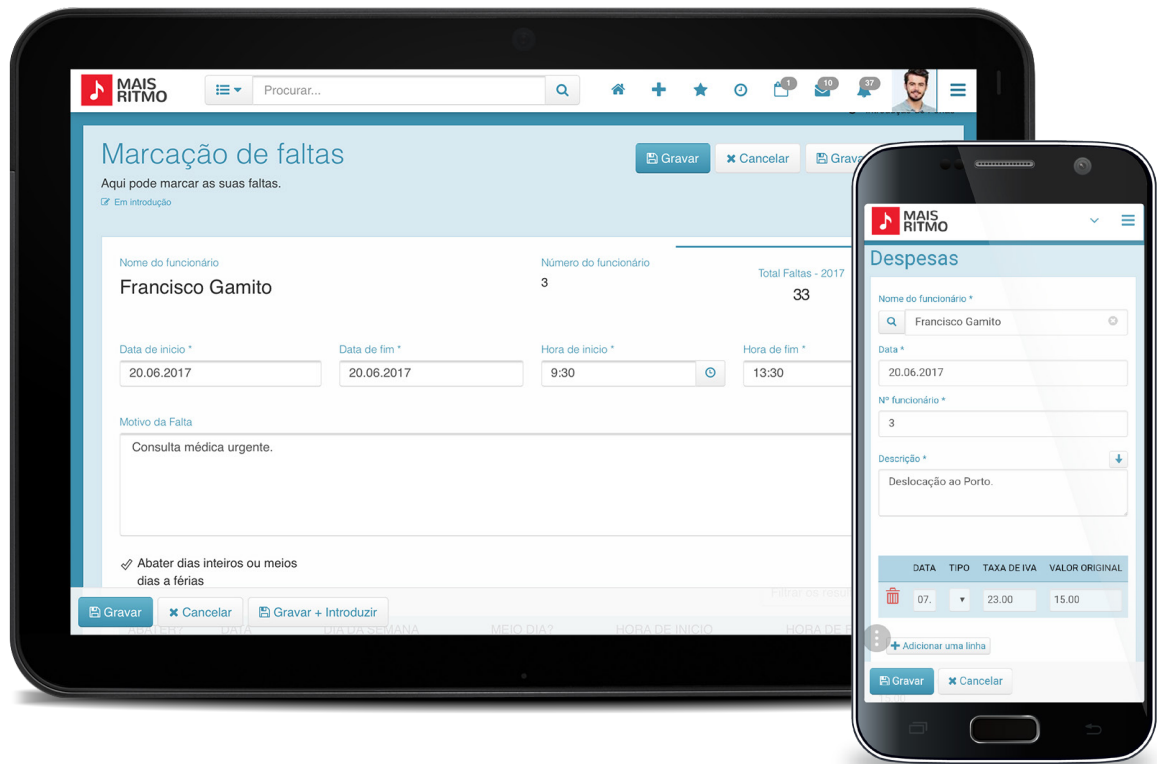 MAIS
RITMO
Procurar...
1
10
37
Marcação de faltas
Gravar
Cancelar
Aqui pode marcar as suas faltas.
Em introdução
Nome do funcionário
Número do funcionário
Total Faltas - 2017
Francisco Gamito
3
33
Data de inicio *
Data de fim *
Hora de inicio *
Hora de fim *
20.06.2017
20.06.2017
9:30
13:30
Motivo da Falta
Consulta médica urgente.
Abater dias inteiros ou meios
dias a férias
Gravar
Cancelar
Gravar + Introduzir
ABATER?
DATA
DIA DA SEMANA
MEIO DIA?
HORA DE INICIO
MAIS
RITMO
Despesas
Nome do funcionário *
Francisco Gamito
Data *
20.06.2017
Nº funcionário *
3
Descrição *
Deslocação ao Porto.
DATA TIPO TAXA DE IVA VALOR ORIGINAL
07. 23.00 15.00
Adicionar uma linha
Gravar
Cancelar